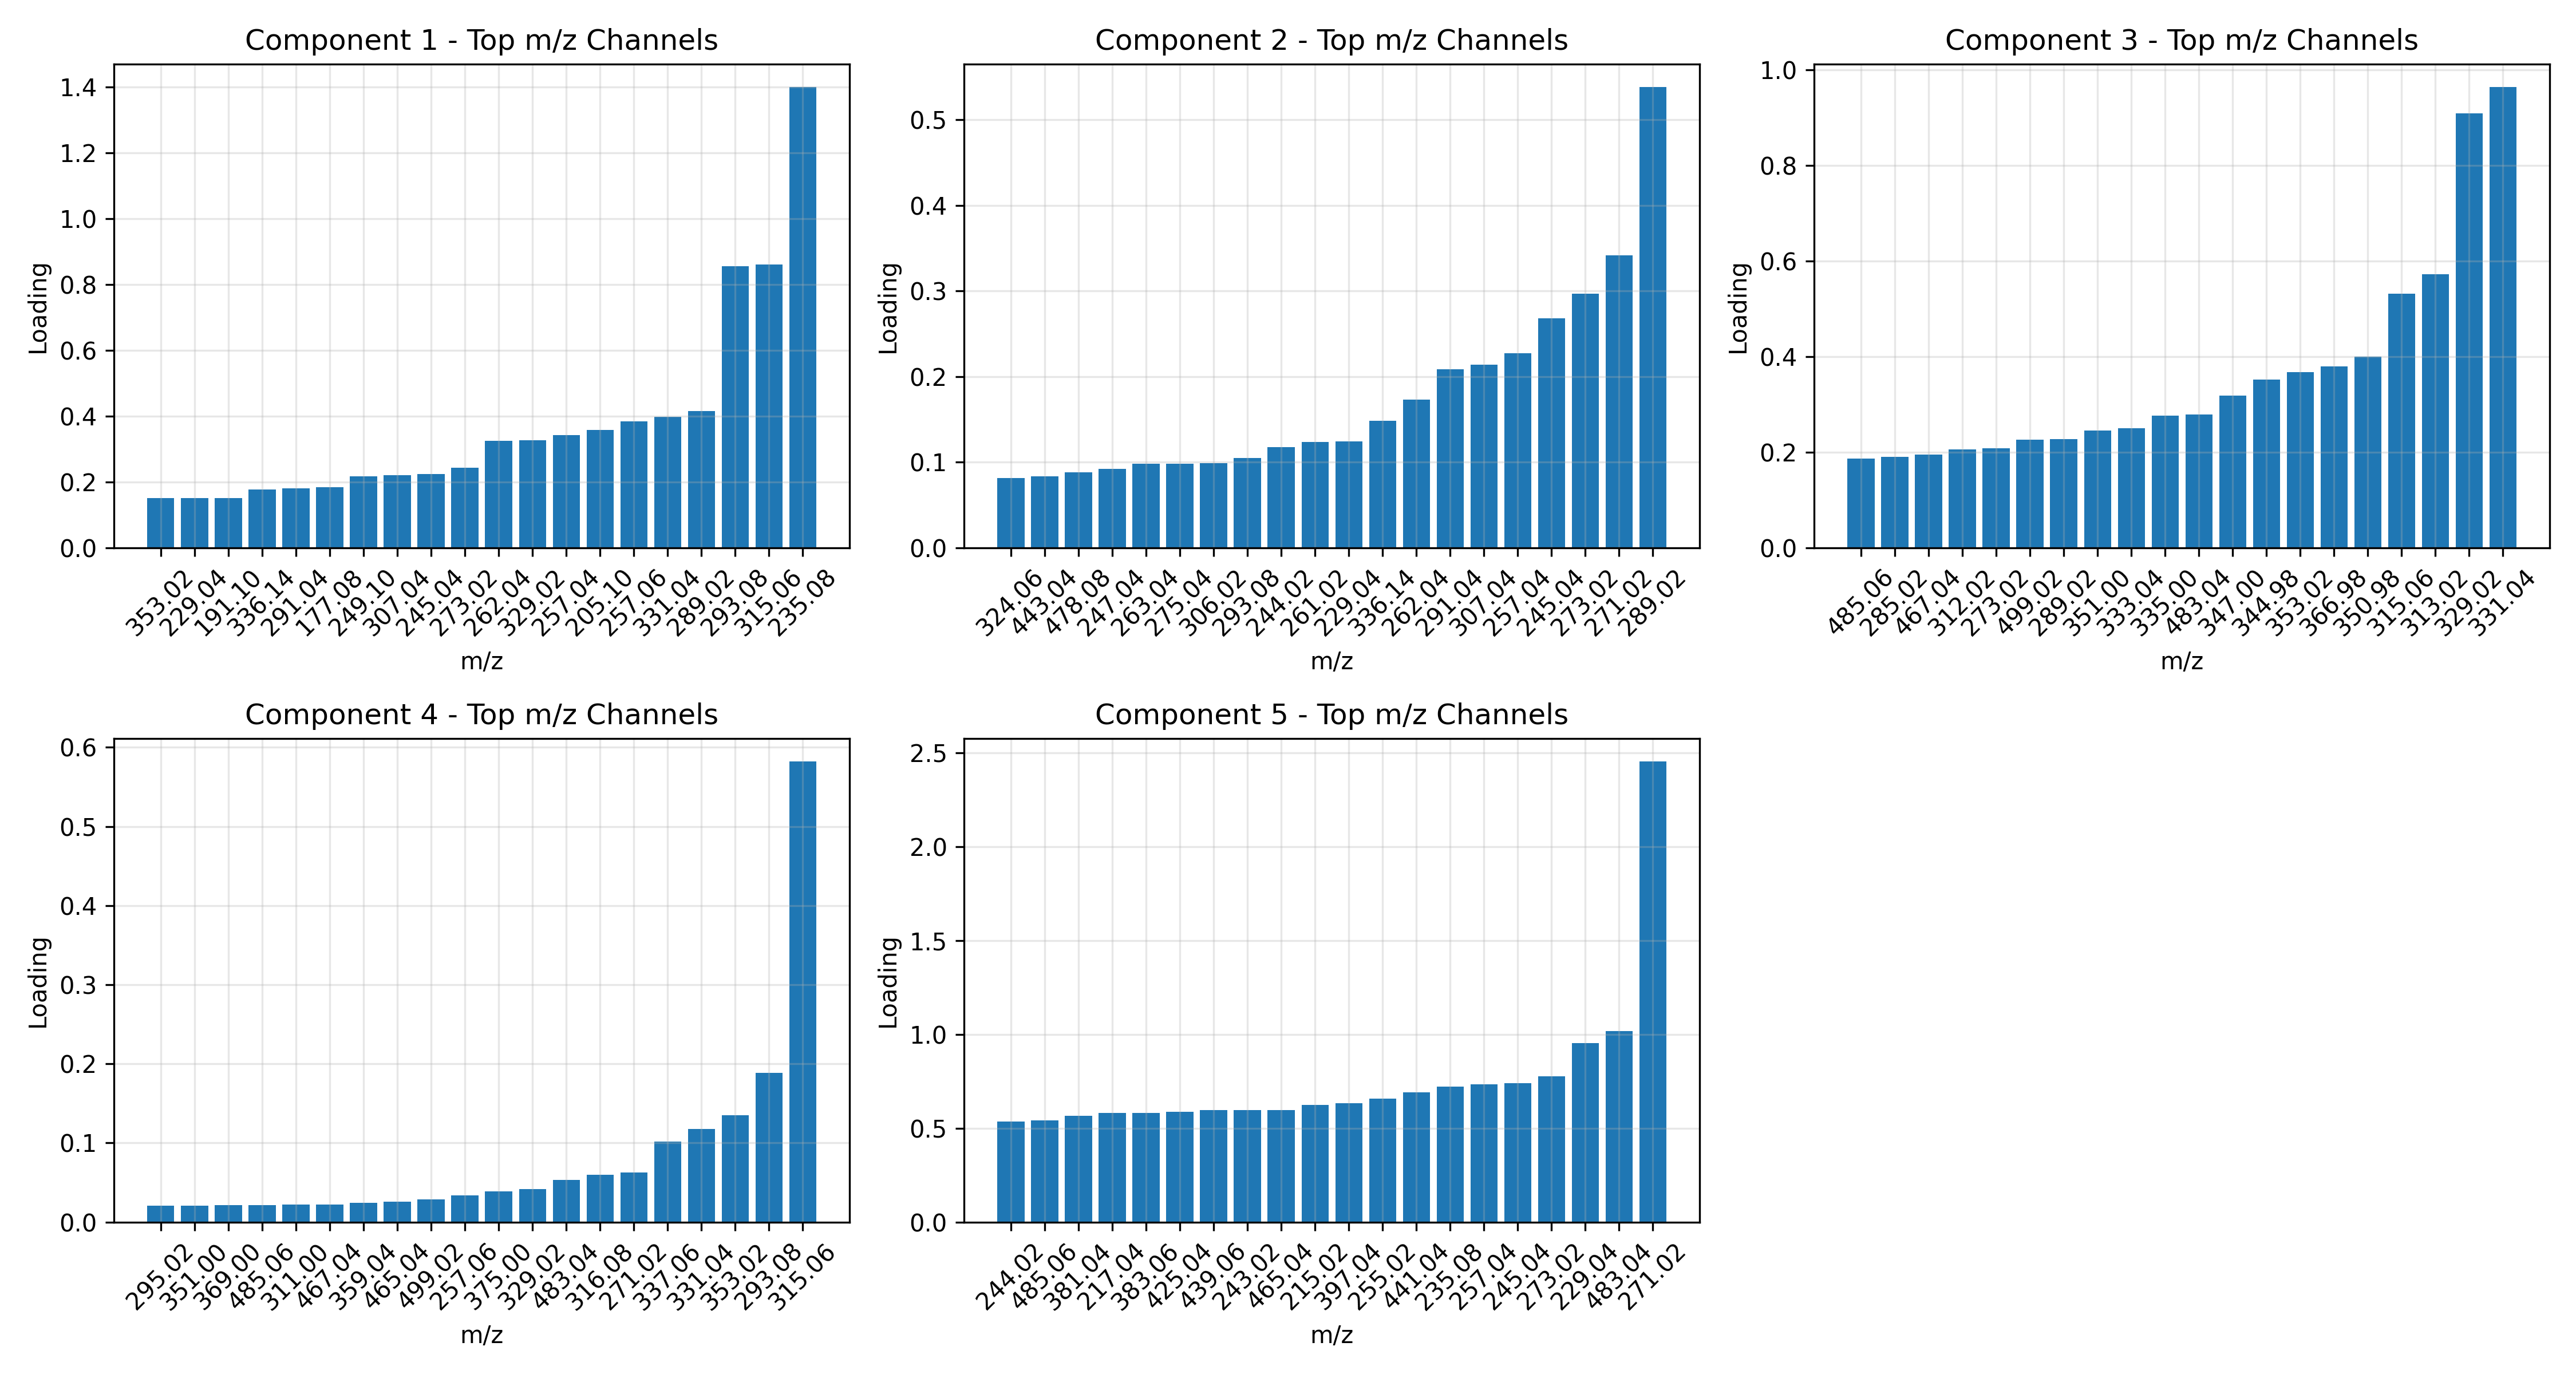 Component 1 - Top m/z Channels
Loading
1.4
1.2
1.0
0.8
0.6
0.4
0.2
0.0
353.02 229.04 191.10 336.14 291.04 177.08 249.10 307.04 245.04 273.02 262.04 329.02 257.04 205.10 257.06 331.04 289.02 293.08 315.06 235.08
m/z
Component 2 - Top m/z Channels
Loading
0.5
0.4
0.3
0.2
0.1
0.0
324.06 443.04 478.08 247.04 263.04 275.04 306.02 293.08 244.02 261.02 229.04 336.14 262.04 291.04 307.04 257.04 245.04 273.02 271.02 289.02
m/z
Component 3 - Top m/z Channels
Loading
1.0
0.8
0.6
0.4
0.2
0.0
485.06 285.02 467.04 312.02 273.02 499.02 289.02 351.00 333.04 335.00 483.04 347.00 344.98 353.02 366.98 350.98 315.06 313.02 329.02 331.04
m/z
Component 4 - Top m/z Channels
Loading
0.6
0.5
0.4
0.3
0.2
0.1
0.0
295.02 351.00 369.00 485.06 311.00 467.04 359.04 465.04 499.02 257.06 375.00 329.02 483.04 316.08 271.02 337.06 331.04 353.02 293.08 315.06
m/z
Component 5 - Top m/z Channels
Loading
2.5
2.0
1.5
1.0
0.5
0.0
244.02 485.06 381.04 217.04 383.06 425.04 439.06 243.02 465.04 215.02 397.04 255.02 441.04 235.08 257.04 245.04 273.02 229.04 483.04 271.02
m/z